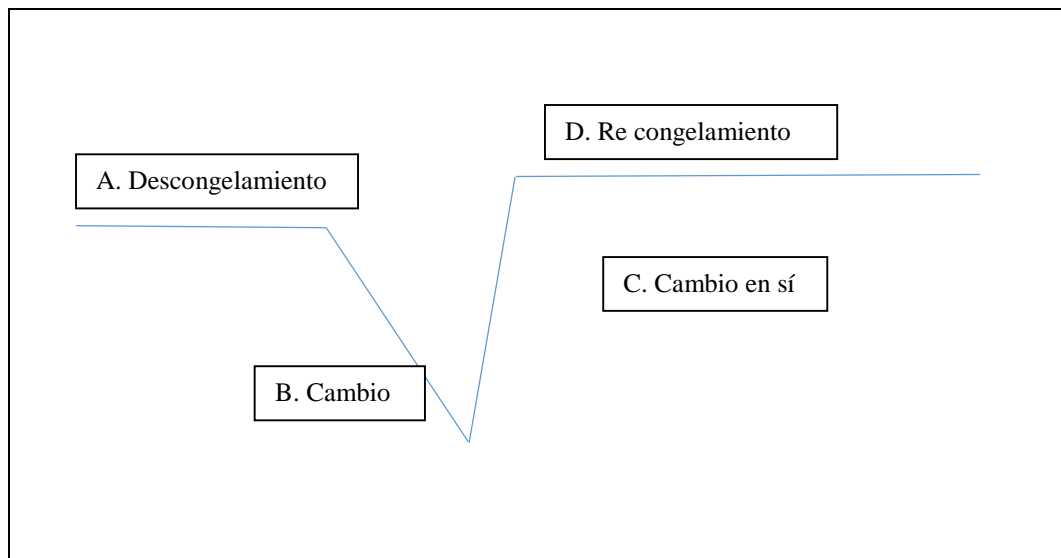 A. Descongelamiento
B. Cambio
C. Cambio en sí
D. Re congelamiento